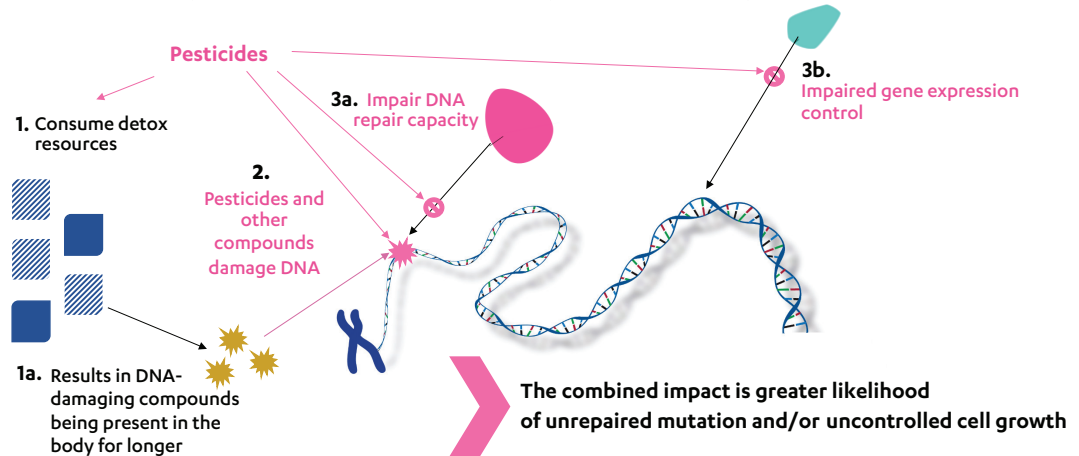 Pesticides
1. Consume detox
resources
2.
Pesticides and
other
compounds
damage DNA
3a. Impair DNA
repair capacity
3b.
Impaired gene expression
control
1a. Results in DNA-
damaging compounds
being present in the
body for longer
The combined impact is greater likelihood
of unrepaired mutation and/or uncontrolled cell growth